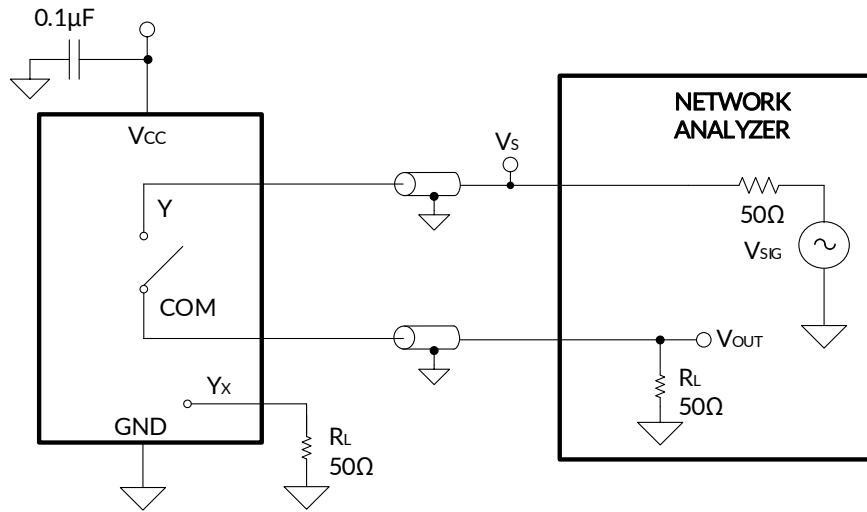 0.1µF
VCC
Y
COM
YX
GND
RL
50Ω
VS
NETWORK
ANALYZER
50Ω
VSIG
VOUT
RL
50Ω